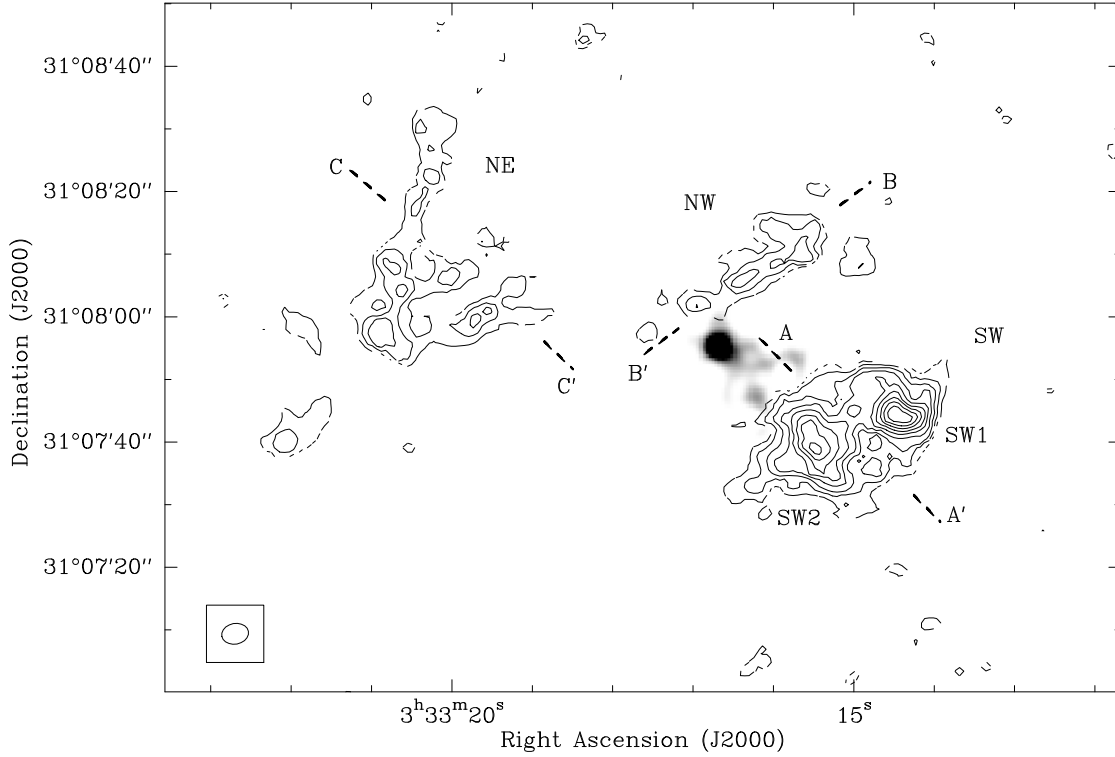 31°08′40″
C
NE
31°08′20″
B
NW
31°08′00″
A
SW
B′
C′
31°07′40″
SW1
SW2
A′
31°07′20″
Declination (J2000)
3ʰ33ᵐ20ˢ
15ˢ
Right Ascension (J2000)